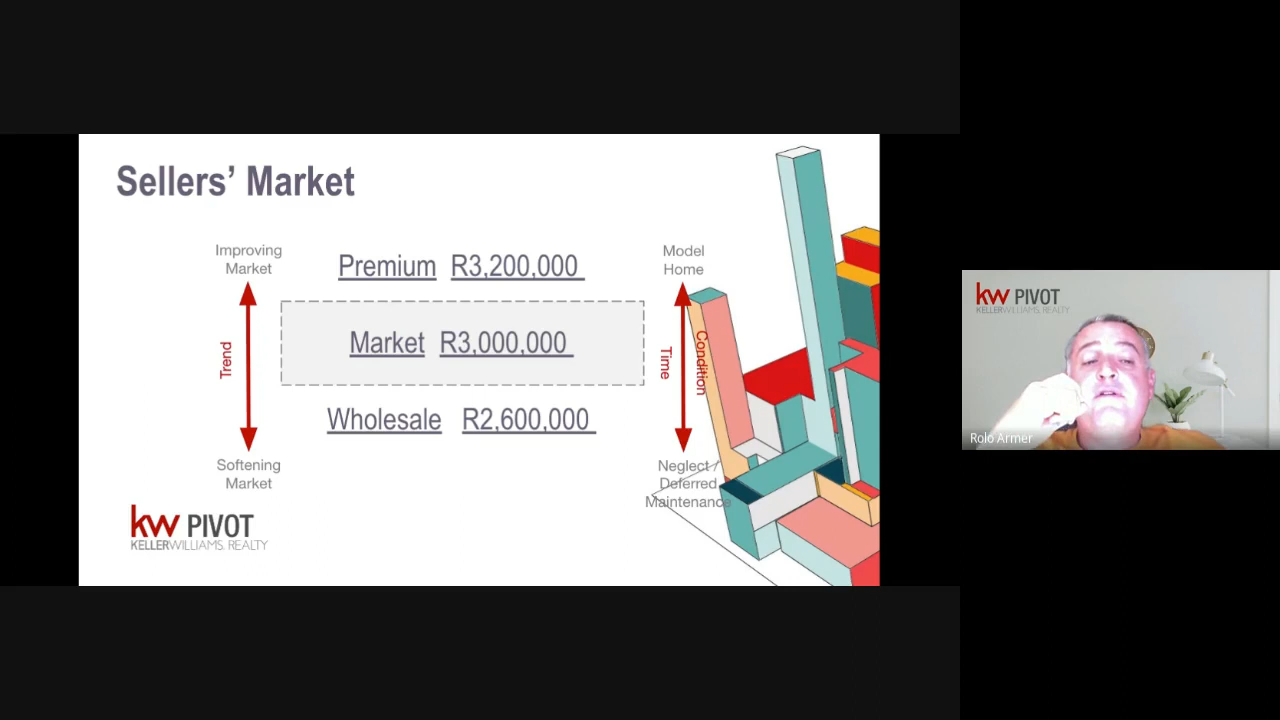 Sellers’ Market
Improving
Market
Premium R3,200,000
Model
Home
Trend
Market R3,000,000
Time
Condition
Wholesale R2,600,000
Softening
Market
Neglect /
Deferred
Maintenance
kw PIVOT
KELLERWILLIAMS. REALTY
kw PIVOT
KELLERWILLIAMS. REALTY
Rolo Armer